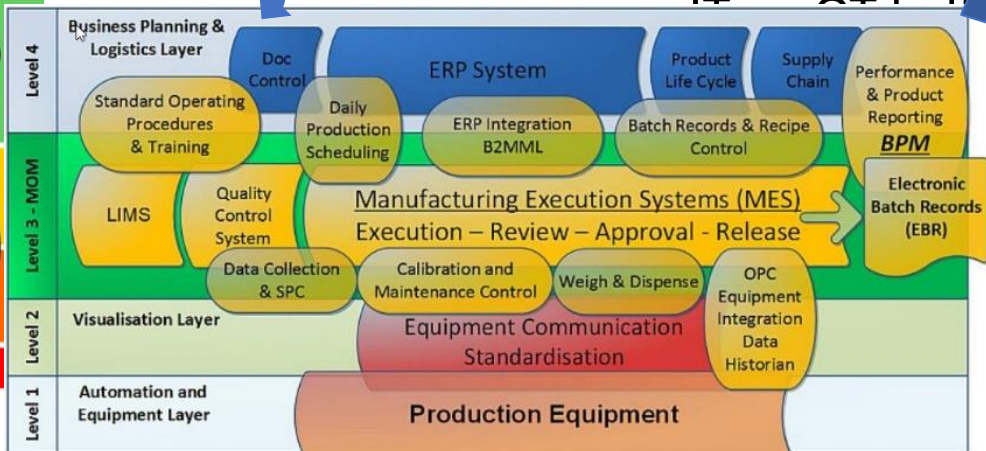 Level 4
Business Planning &
Logistics Layer
Doc
Control
ERP System
Product
Life Cycle
Supply
Chain
Performance
& Product
Reporting
BPM
Standard Operating
Procedures
& Training
Daily
Production
Scheduling
ERP Integration
B2MML
Batch Records & Recipe
Control
Level 3 - MOM
LIMS
Quality
Control
System
Manufacturing Execution Systems (MES)
Execution – Review – Approval - Release
Electronic
Batch Records
(EBR)
Data Collection
& SPC
Calibration and
Maintenance Control
Weigh & Dispense
OPC
Equipment
Integration
Data
Historian
Level 2
Visualisation Layer
Equipment Communication
Standardisation
Level 1
Automation and
Equipment Layer
Production Equipment